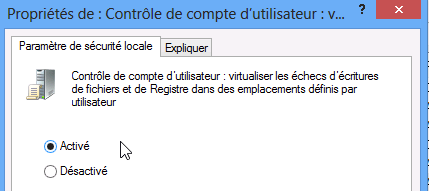 Propriétés de : Contrôle de compte d'utilisateur : v...
?
Paramètre de sécurité locale
Expliquer
Contrôle de compte d'utilisateur : virtualiser les échecs d'écritures
de fichiers et de Registre dans des emplacements définis par
utilisateur
Activé
Désactivé